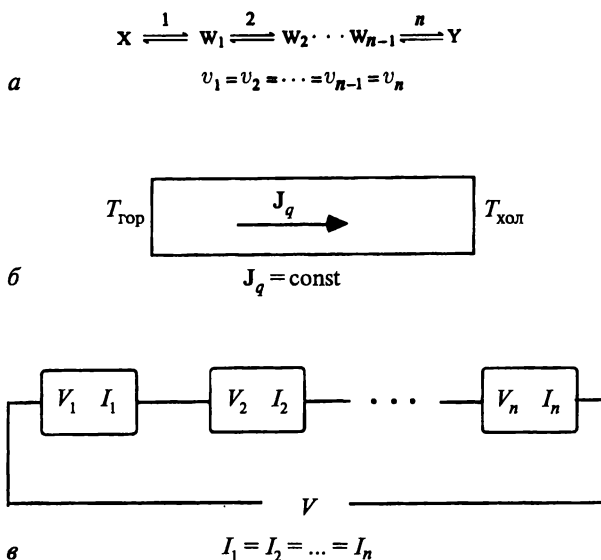 1 2 n
X ⇌ W₁ ⇌ W₂ · · · Wₙ₋₁ ⇌ Y
а v₁ = v₂ = · · · = vₙ₋₁ = vₙ
T_гор J_q T_хол
б J_q = const
V₁ I₁ V₂ I₂ · · · Vₙ Iₙ
V
в I₁ = I₂ = ... = Iₙ